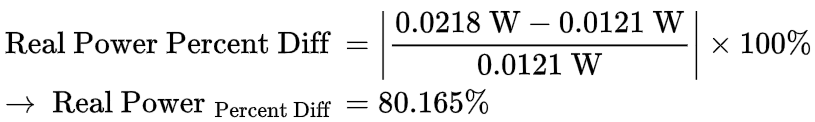 Real Power Percent Diff = |(0.0218 W − 0.0121 W) / 0.0121 W| × 100%
→ Real Power Percent Diff = 80.165%